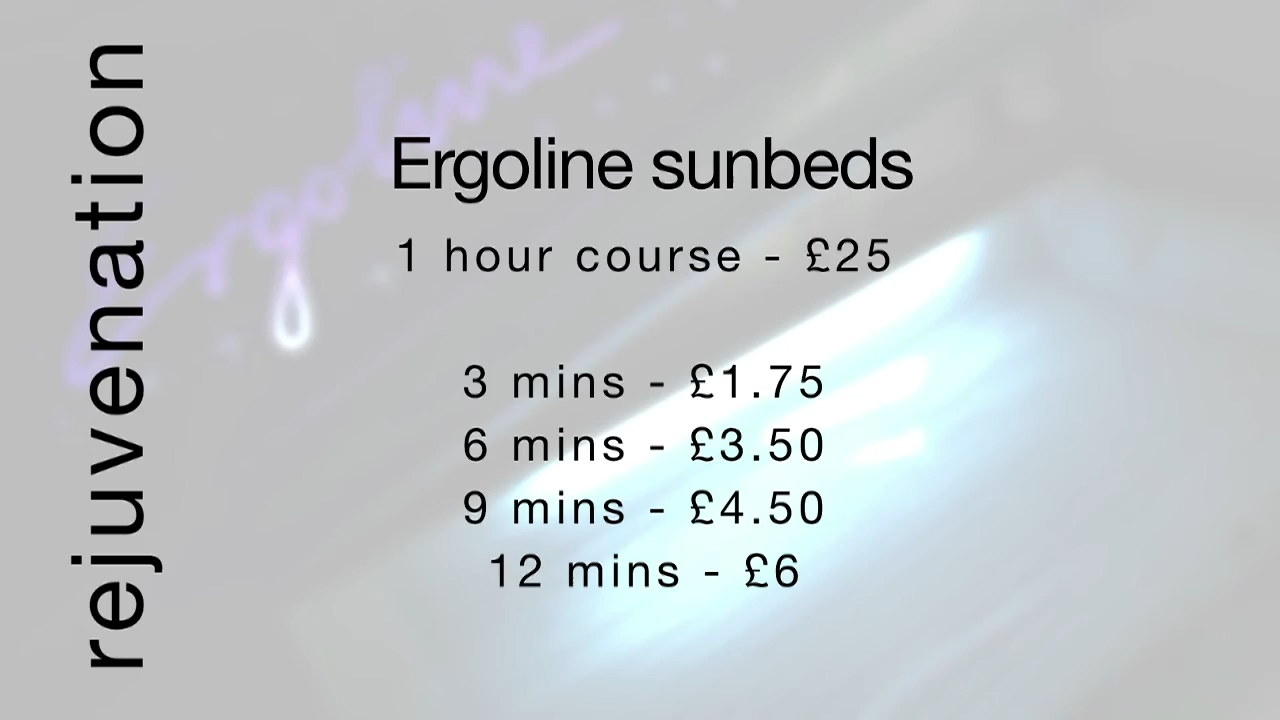 rejuvenation
Ergoline
Ergoline sunbeds
1 hour course - £25
3 mins - £1.75
6 mins - £3.50
9 mins - £4.50
12 mins - £6